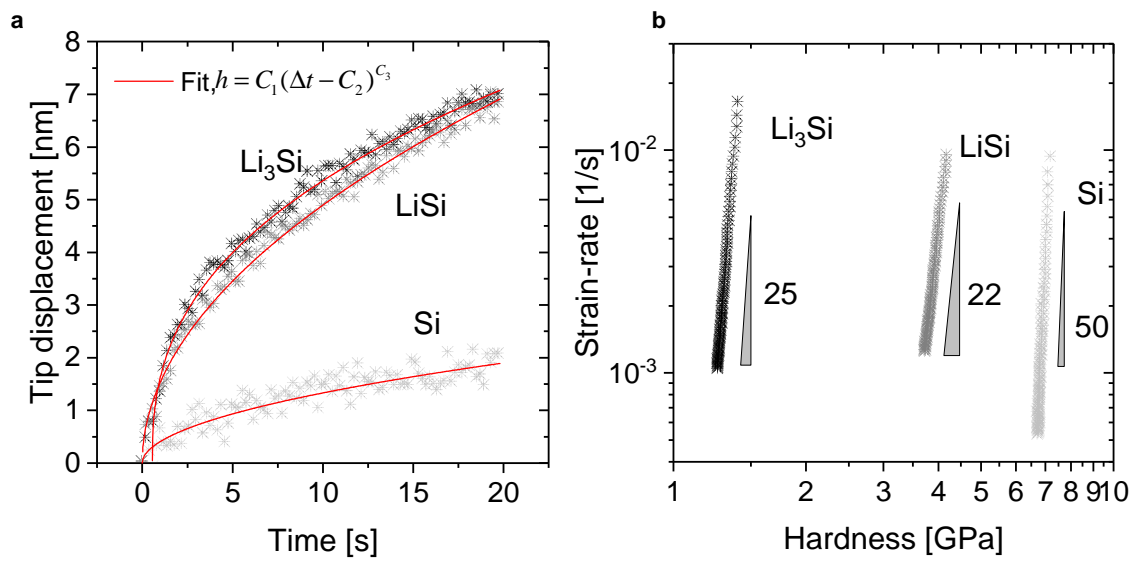 a
Tip displacement [nm]
8
7
6
5
4
3
2
1
0
Fit, h = C₁(Δt − C₂)^C₃
Li₃Si
LiSi
Si
0 5 10 15 20
Time [s]
b
Strain-rate [1/s]
10⁻²
10⁻³
Li₃Si
LiSi
Si
25
22
50
1 2 3 4 5 6 7 8 9 10
Hardness [GPa]